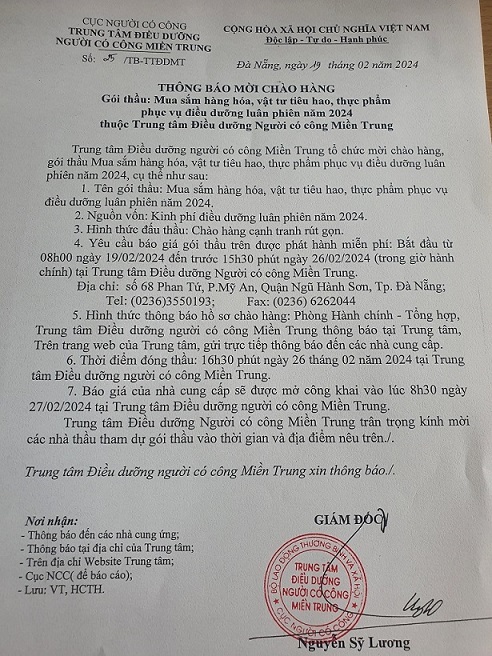 CỤC NGƯỜI CÓ CÔNG
TRUNG TÂM ĐIỀU DƯỠNG
NGƯỜI CÓ CÔNG MIỀN TRUNG
Số: /TB-TTĐDMT
CỘNG HÒA XÃ HỘI CHỦ NGHĨA VIỆT NAM
Độc lập - Tự do - Hạnh phúc
Đà Nẵng, ngày 19 tháng 02 năm 2024
THÔNG BÁO MỜI CHÀO HÀNG
Gói thầu: Mua sắm hàng hóa, vật tư tiêu hao, thực phẩm
phục vụ điều dưỡng luân phiên năm 2024
thuộc Trung tâm Điều dưỡng Người có công Miền Trung
Trung tâm Điều dưỡng người có công Miền Trung tổ chức mời chào hàng,
gói thầu Mua sắm hàng hóa, vật tư tiêu hao, thực phẩm phục vụ điều dưỡng luân
phiên năm 2024, cụ thể như sau:
1. Tên gói thầu: Mua sắm hàng hóa, vật tư tiêu hao, thực phẩm phục vụ
điều dưỡng luân phiên năm 2024.
2. Nguồn vốn: Kinh phí điều dưỡng luân phiên năm 2024.
3. Hình thức đấu thầu: Chào hàng cạnh tranh rút gọn.
4. Yêu cầu báo giá gói thầu trên được phát hành miễn phí: Bắt đầu từ
08h00 ngày 19/02/2024 đến trước 15h30 phút ngày 26/02/2024 (trong giờ hành
chính) tại Trung tâm Điều dưỡng Người có công Miền Trung.
Địa chỉ: số 68 Phan Tứ, P.Mỹ An, Quận Ngũ Hành Sơn, Tp. Đà Nẵng;
Tel: (0236)3550193; Fax: (0236) 6262044
5. Hình thức thông báo hồ sơ chào hàng: Phòng Hành chính - Tổng hợp,
Trung tâm Điều dưỡng người có công Miền Trung thông báo tại Trung tâm,
Trên trang web của Trung tâm, gửi trực tiếp thông báo đến các nhà cung cấp.
6. Thời điểm đóng thầu: 16h30 phút ngày 26 tháng 02 năm 2024 tại Trung
tâm Điều dưỡng người có công Miền Trung.
7. Báo giá của nhà cung cấp sẽ được mở công khai vào lúc 8h30 ngày
27/02/2024 tại Trung tâm Điều dưỡng người có công Miền Trung.
Trung tâm Điều dưỡng Người có công Miền Trung trân trọng kính mời
các nhà thầu tham dự gói thầu vào thời gian và địa điểm nêu trên./.
Trung tâm Điều dưỡng người có công Miền Trung xin thông báo./.
Nơi nhận:
- Thông báo đến các nhà cung ứng;
- Thông báo tại địa chỉ của Trung tâm;
- Trên địa chỉ Website Trung tâm;
- Cục NCC( để báo cáo);
- Lưu: VT, HCTH.
GIÁM ĐỐC
BỘ LAO ĐỘNG THƯƠNG BINH VÀ XÃ HỘI
TRUNG TÂM
ĐIỀU DƯỠNG
NGƯỜI CÓ CÔNG
MIỀN TRUNG
CỤC NGƯỜI CÓ CÔNG
Nguyễn Sỹ Lương